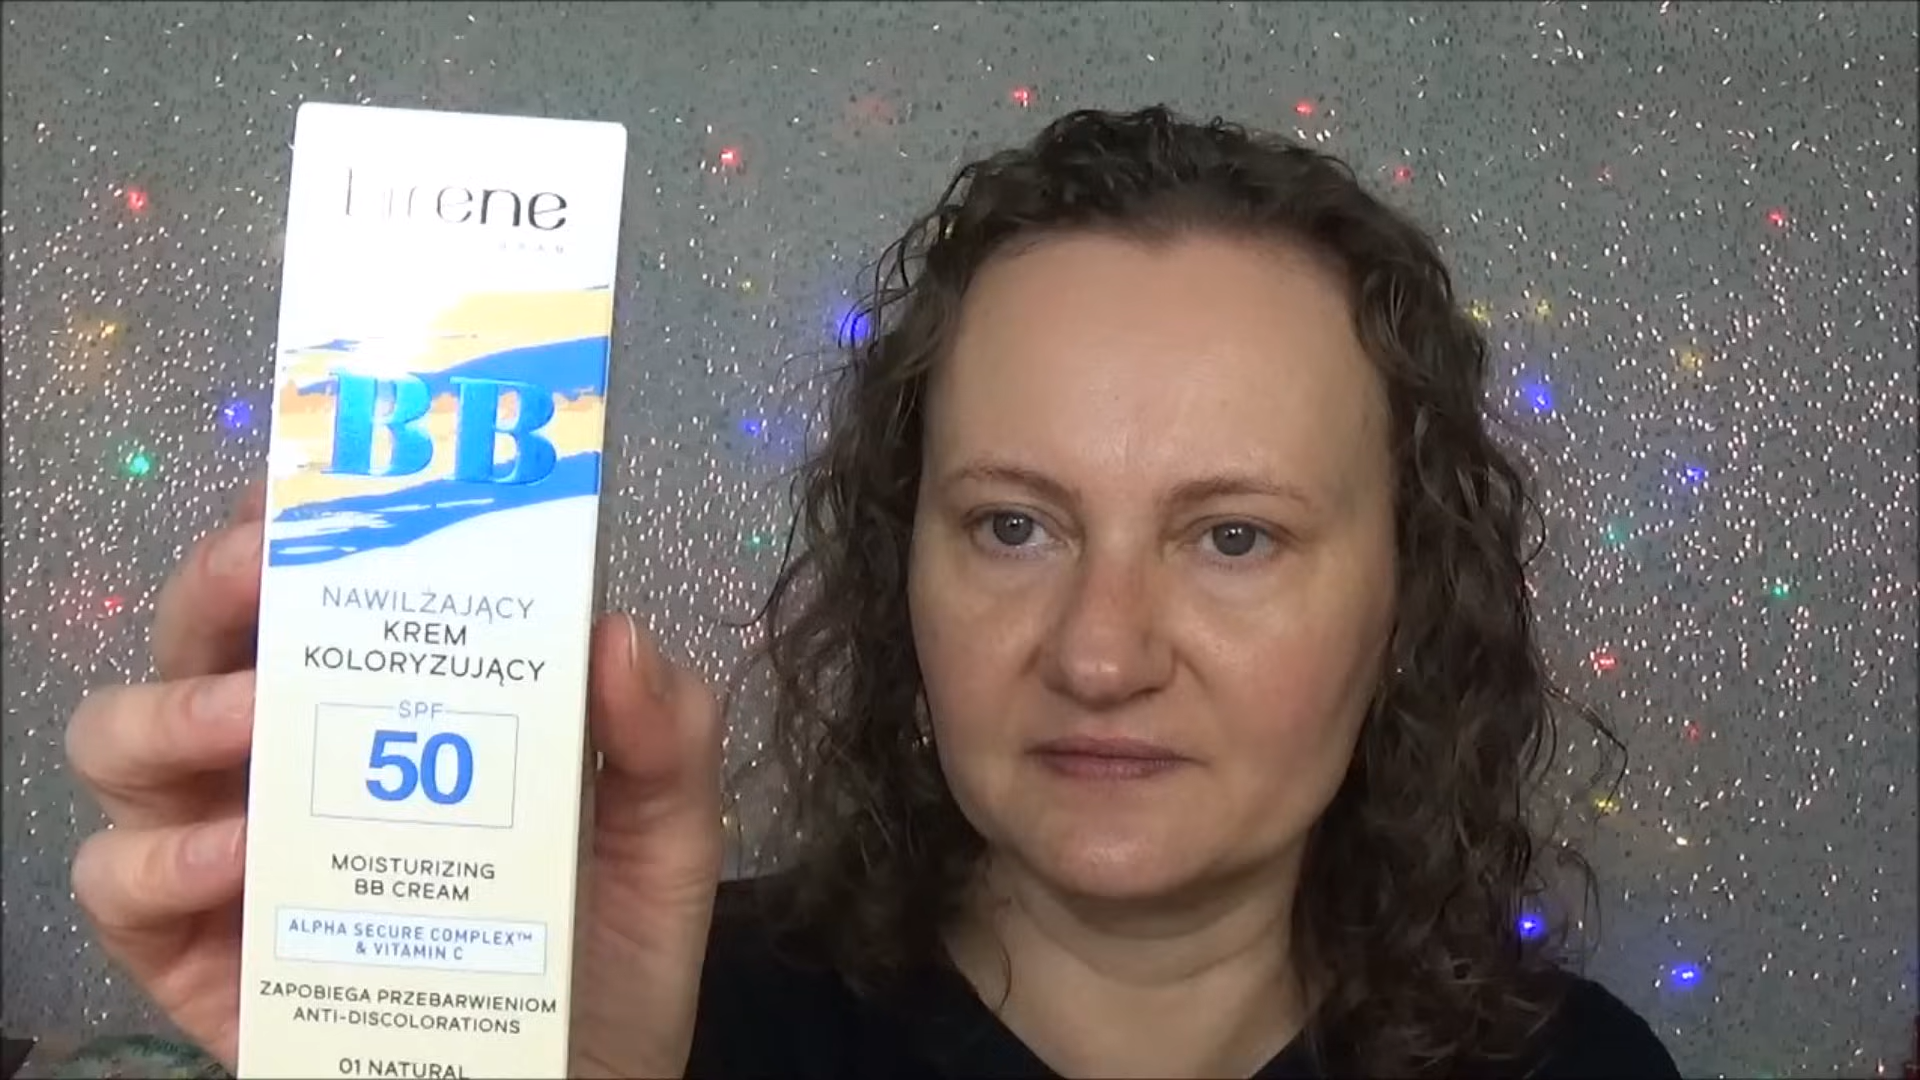 Lirene
BB
NAWILŻAJĄCY
KREM
KOLORYZUJĄCY
SPF
50
MOISTURIZING
BB CREAM
ALPHA SECURE COMPLEX™
& VITAMIN C
ZAPOBIEGA PRZEBARWIENIOM
ANTI-DISCOLORATIONS
01 NATURAL